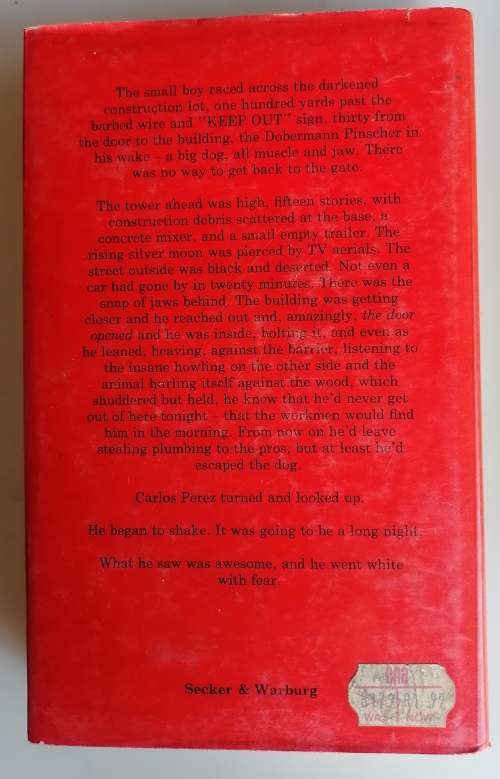 The small boy raced across the darkened
construction lot, one hundred yards past the
barbed wire and "KEEP OUT" sign, thirty from
the door to the building, the Dobermann Pinscher in
his wake – a big dog, all muscle and jaw. There
was no way to get back to the gate.
The tower ahead was high, fifteen stories, with
construction debris scattered at the base, a
concrete mixer, and a small empty trailer. The
rising silver moon was pierced by TV aerials. The
street outside was black and deserted. Not even a
car had gone by in twenty minutes. There was the
snap of jaws behind. The building was getting
closer and he reached out and, amazingly, the door
opened and he was inside, bolting it, and even as
he leaned, heaving, against the barrier, listening to
the insane howling on the other side and the
animal hurling itself against the wood, which
shuddered but held, he knew that he'd never get
out of here tonight – that the workmen would find
him in the morning. From now on he'd leave
stealing plumbing to the pros, but at least he'd
escaped the dog.
Carlos Perez turned and looked up.
He began to shake. It was going to be a long night.
What he saw was awesome, and he went white
with fear.
Secker & Warburg